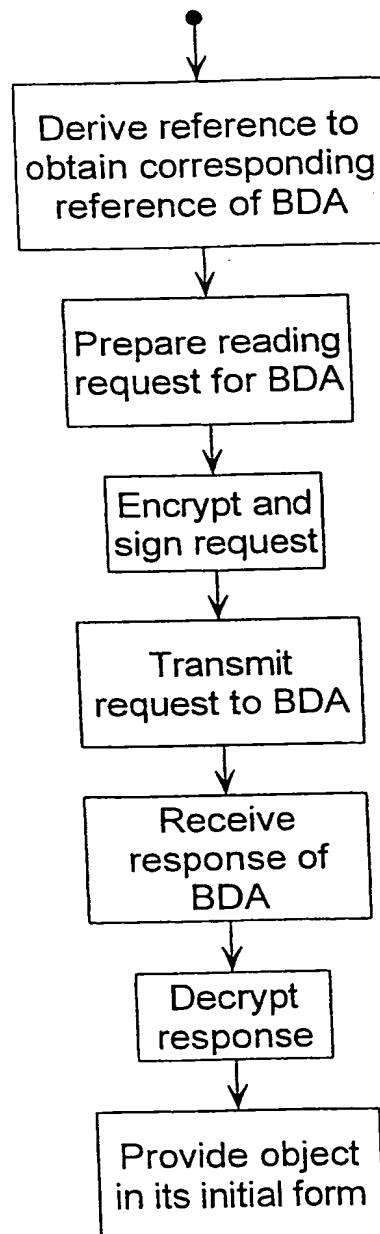 Derive reference to
obtain corresponding
reference of BDA
Prepare reading
request for BDA
Encrypt and
sign request
Transmit
request to BDA
Receive
response of
BDA
Decrypt
response
Provide object
in its initial form